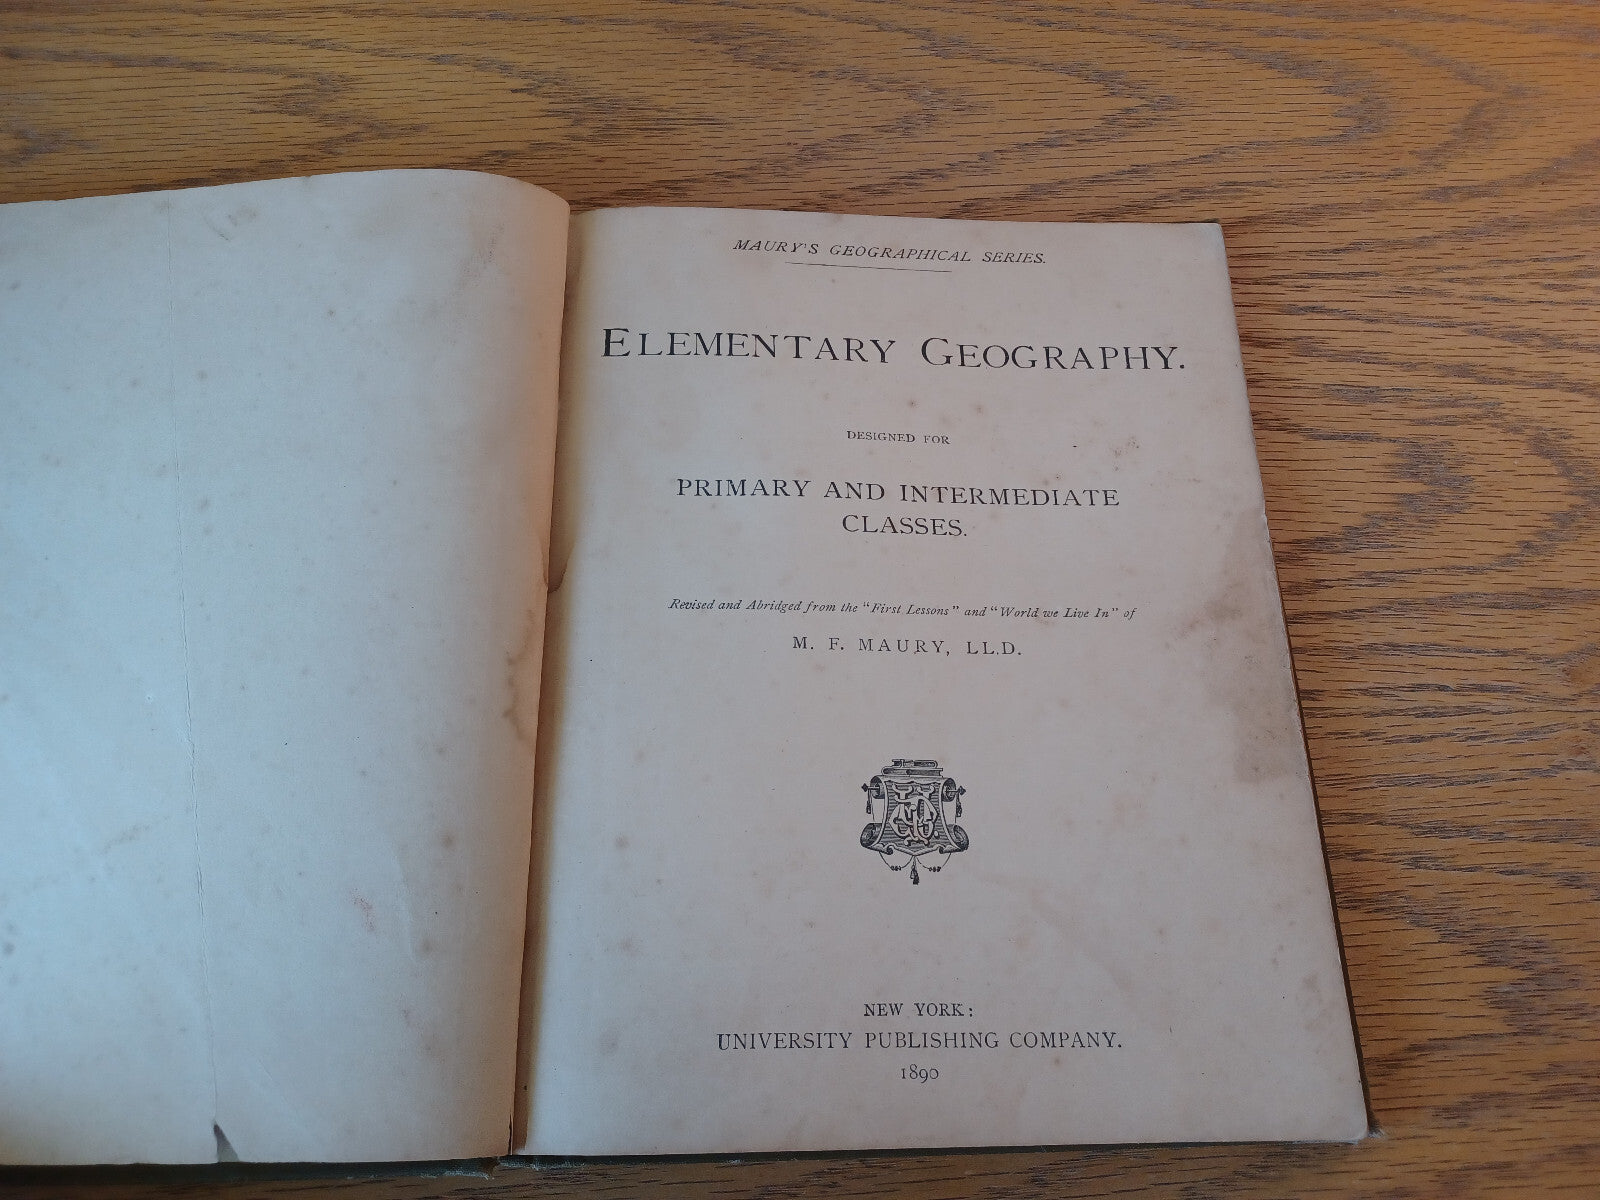 MAURY'S GEOGRAPHICAL SERIES.
ELEMENTARY GEOGRAPHY.
DESIGNED FOR
PRIMARY AND INTERMEDIATE
CLASSES.
Revised and Abridged from the "First Lessons" and "World we Live In" of
M. F. MAURY, LL.D.
NEW YORK:
UNIVERSITY PUBLISHING COMPANY.
1890